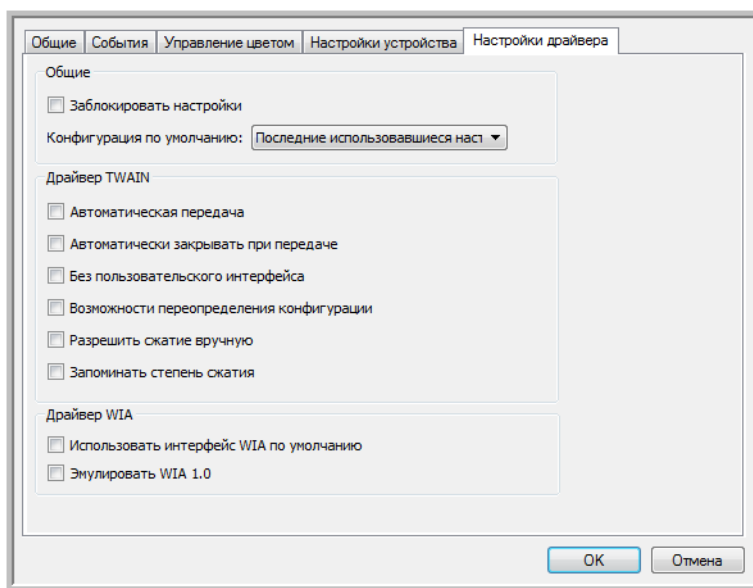 Общие
События
Управление цветом
Настройки устройства
Настройки драйвера
Общие
Заблокировать настройки
Конфигурация по умолчанию: Последние использовавшиеся наст
Драйвер TWAIN
Автоматическая передача
Автоматически закрывать при передаче
Без пользовательского интерфейса
Возможности переопределения конфигурации
Разрешить сжатие вручную
Запоминать степень сжатия
Драйвер WIA
Использовать интерфейс WIA по умолчанию
Эмулировать WIA 1.0
OK
Отмена